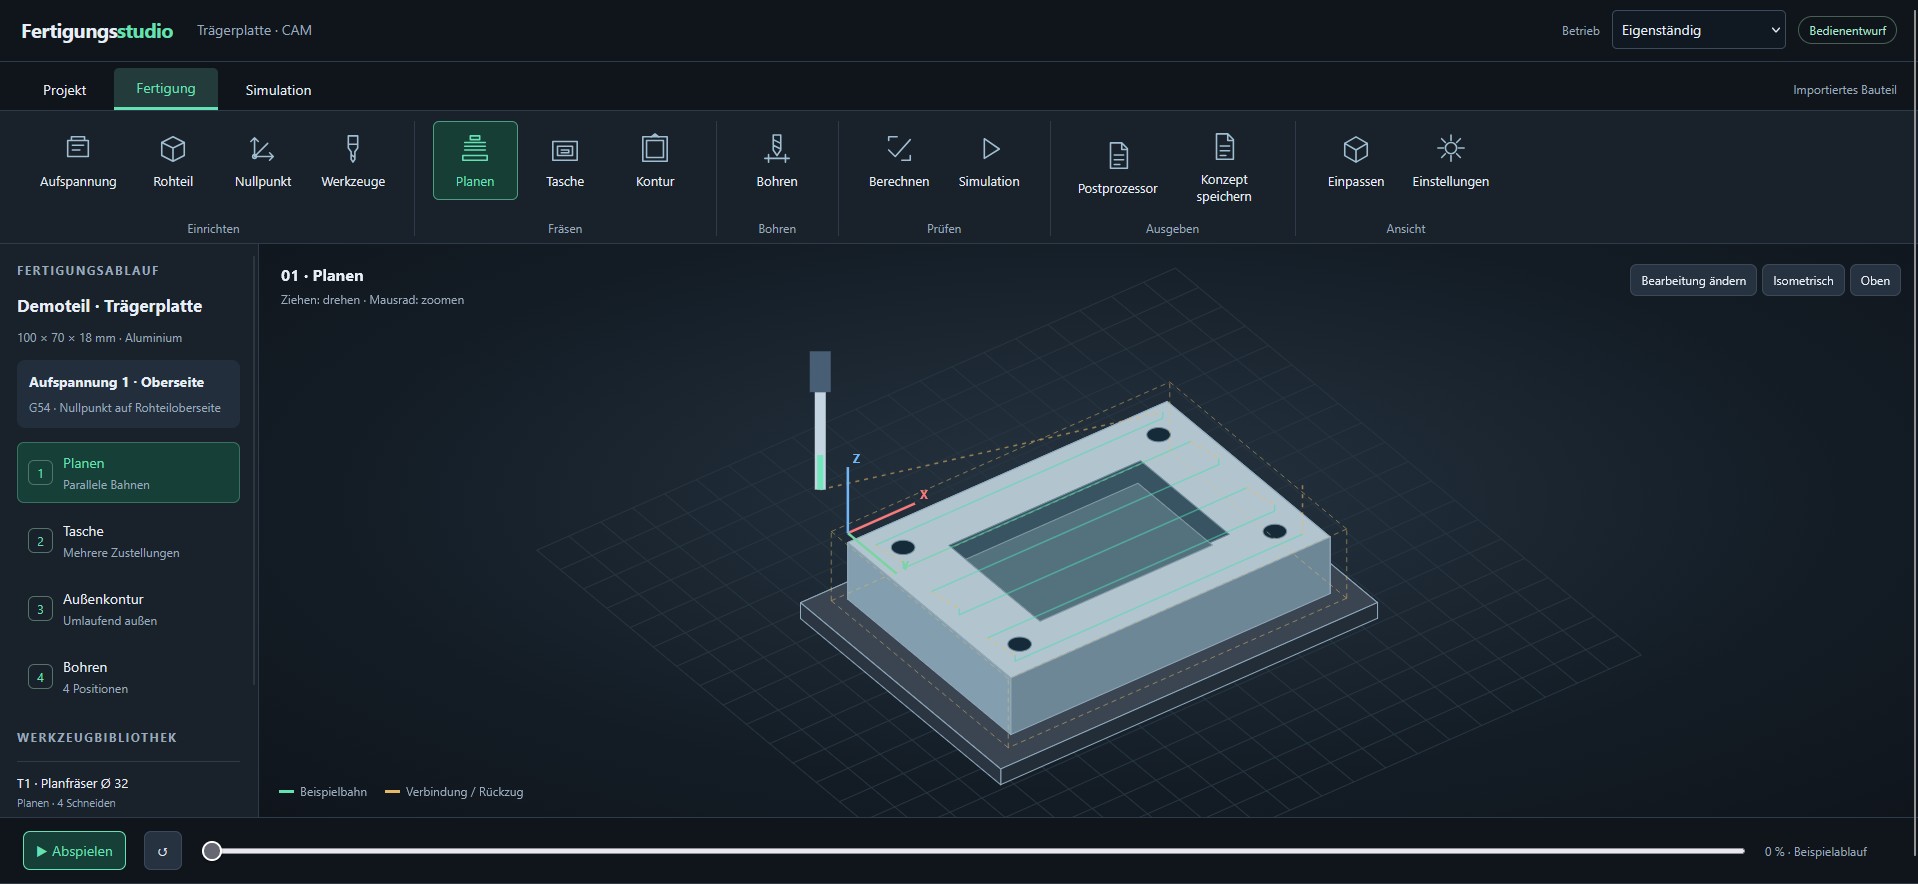 Fertigungsstudio
Trägerplatte · CAM
Betrieb
Eigenständig
Bedienentwurf
Projekt
Fertigung
Simulation
Importiertes Bauteil
Aufspannung
Rohteil
Nullpunkt
Werkzeuge
Einrichten
Planen
Tasche
Kontur
Fräsen
Bohren
Bohren
Berechnen
Simulation
Prüfen
Postprozessor
Konzept
speichern
Ausgeben
Einpassen
Einstellungen
Ansicht
FERTIGUNGSABLAUF
Demoteil · Trägerplatte
100 × 70 × 18 mm · Aluminium
Aufspannung 1 · Oberseite
G54 · Nullpunkt auf Rohteiloberseite
1
Planen
Parallele Bahnen
2
Tasche
Mehrere Zustellungen
3
Außenkontur
Umlaufend außen
4
Bohren
4 Positionen
WERKZEUGBIBLIOTHEK
T1 · Planfräser Ø 32
Planen · 4 Schneiden
01 · Planen
Ziehen: drehen · Mausrad: zoomen
Bearbeitung ändern
Isometrisch
Oben
Z
X
Y
Beispielbahn
Verbindung / Rückzug
▶ Abspielen
↺
0 % · Beispielablauf